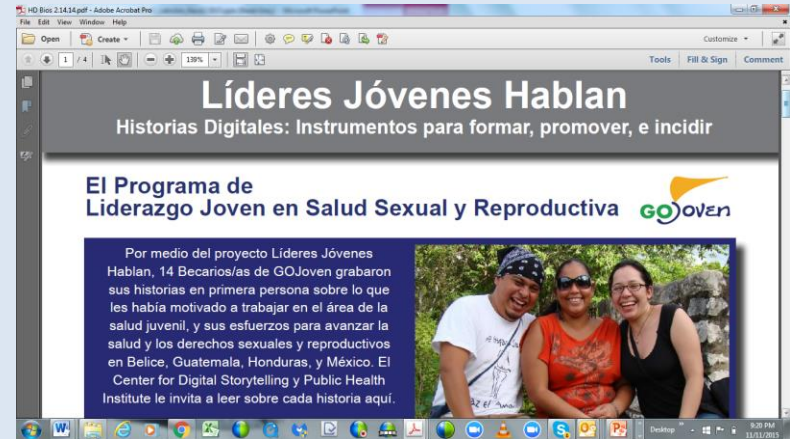 HD Bios 2.14.14.pdf - Adobe Acrobat Pro
File Edit View Window Help
Open Create Customize
1 / 4 139% Tools Fill & Sign Comment
Líderes Jóvenes Hablan
Historias Digitales: Instrumentos para formar, promover, e incidir
El Programa de
Liderazgo Joven en Salud Sexual y Reproductiva
GOJoven
Por medio del proyecto Líderes Jóvenes
Hablan, 14 Becarios/as de GOJoven grabaron
sus historias en primera persona sobre lo que
les había motivado a trabajar en el área de la
salud juvenil, y sus esfuerzos para avanzar la
salud y los derechos sexuales y reproductivos
en Belice, Guatemala, Honduras, y México. El
Center for Digital Storytelling y Public Health
Institute le invita a leer sobre cada historia aquí.
Desktop 9:20 PM
11/11/2015